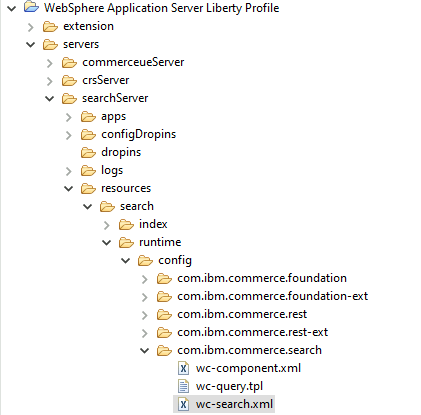 WebSphere Application Server Liberty Profile
extension
servers
commerceueServer
crsServer
searchServer
apps
configDropins
dropins
logs
resources
search
index
runtime
config
com.ibm.commerce.foundation
com.ibm.commerce.foundation-ext
com.ibm.commerce.rest
com.ibm.commerce.rest-ext
com.ibm.commerce.search
wc-component.xml
wc-query.tpl
wc-search.xml